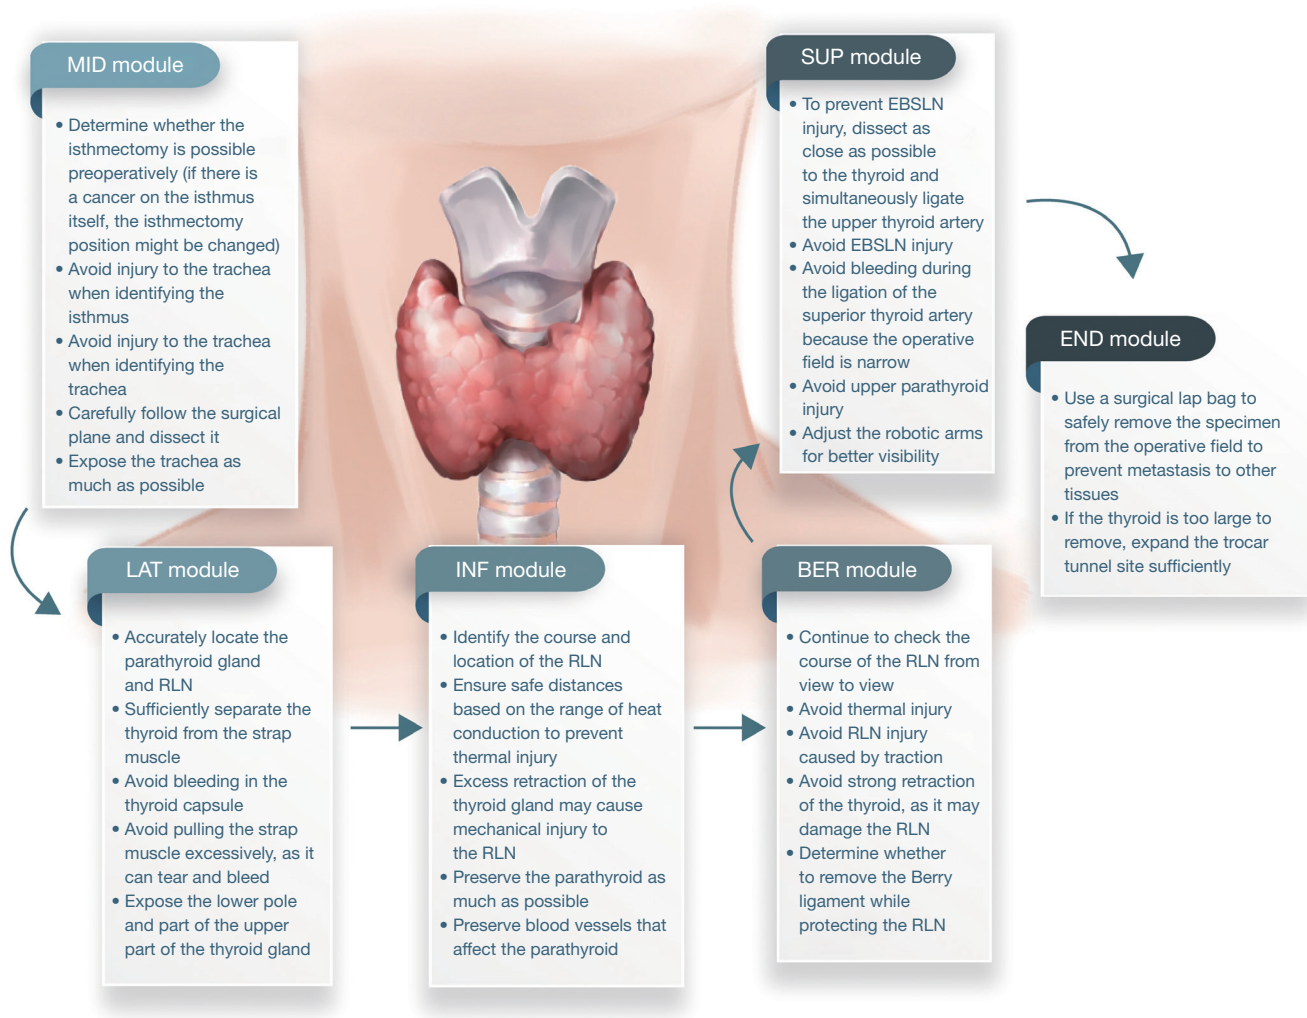 MID module
• Determine whether the
isthmectomy is possible
preoperatively (if there is
a cancer on the isthmus
itself, the isthmectomy
position might be changed)
• Avoid injury to the trachea
when identifying the
isthmus
• Avoid injury to the trachea
when identifying the
trachea
• Carefully follow the surgical
plane and dissect it
• Expose the trachea as
much as possible
LAT module
• Accurately locate the
parathyroid gland
and RLN
• Sufficiently separate the
thyroid from the strap
muscle
• Avoid bleeding in the
thyroid capsule
• Avoid pulling the strap
muscle excessively, as it
can tear and bleed
• Expose the lower pole
and part of the upper
part of the thyroid gland
INF module
• Identify the course and
location of the RLN
• Ensure safe distances
based on the range of heat
conduction to prevent
thermal injury
• Excess retraction of the
thyroid gland may cause
mechanical injury to
the RLN
• Preserve the parathyroid as
much as possible
• Preserve blood vessels that
affect the parathyroid
BER module
• Continue to check the
course of the RLN from
view to view
• Avoid thermal injury
• Avoid RLN injury
caused by traction
• Avoid strong retraction
of the thyroid, as it may
damage the RLN
• Determine whether
to remove the Berry
ligament while
protecting the RLN
SUP module
• To prevent EBSLN
injury, dissect as
close as possible
to the thyroid and
simultaneously ligate
the upper thyroid artery
• Avoid EBSLN injury
• Avoid bleeding during
the ligation of the
superior thyroid artery
because the operative
field is narrow
• Avoid upper parathyroid
injury
• Adjust the robotic arms
for better visibility
END module
• Use a surgical lap bag to
safely remove the specimen
from the operative field to
prevent metastasis to other
tissues
• If the thyroid is too large to
remove, expand the trocar
tunnel site sufficiently